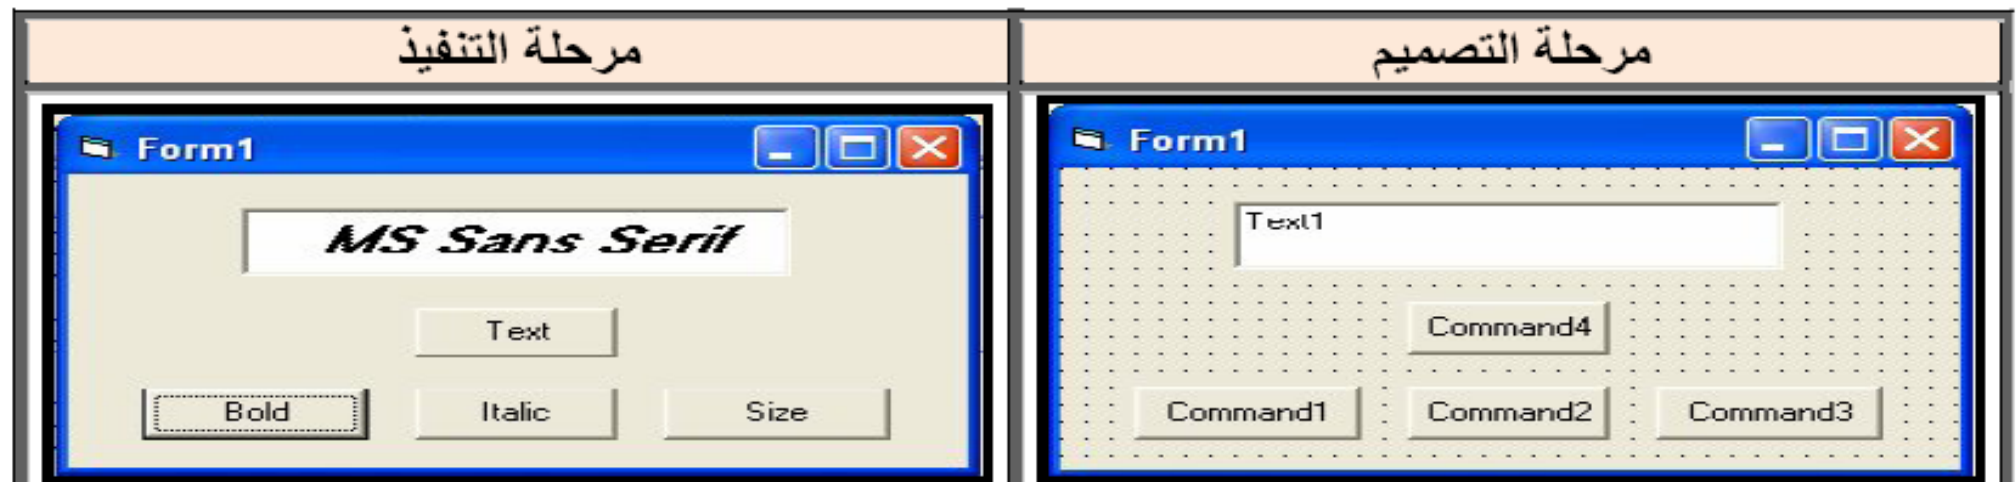 مرحلة التصميم
مرحلة التنفيذ
Form1
Text1
Command4
Command1 Command2 Command3
Form1
MS Sans Serif
Text
Bold Italic Size